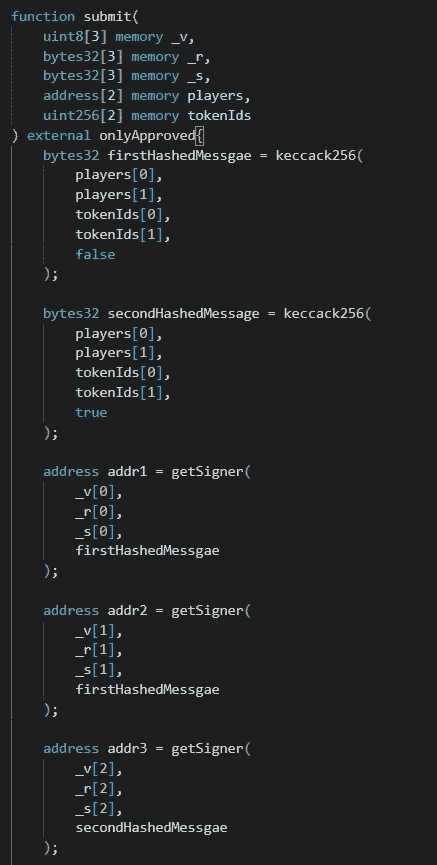 function submit(
    uint8[3] memory _v,
    bytes32[3] memory _r,
    bytes32[3] memory _s,
    address[2] memory players,
    uint256[2] memory tokenIds
) external onlyApproved{
    bytes32 firstHashedMessgae = keccack256(
        players[0],
        players[1],
        tokenIds[0],
        tokenIds[1],
        false
    );

    bytes32 secondHashedMessage = keccack256(
        players[0],
        players[1],
        tokenIds[0],
        tokenIds[1],
        true
    );

    address addr1 = getSigner(
        _v[0],
        _r[0],
        _s[0],
        firstHashedMessgae
    );

    address addr2 = getSigner(
        _v[1],
        _r[1],
        _s[1],
        firstHashedMessgae
    );

    address addr3 = getSigner(
        _v[2],
        _r[2],
        _s[2],
        secondHashedMessgae
    );